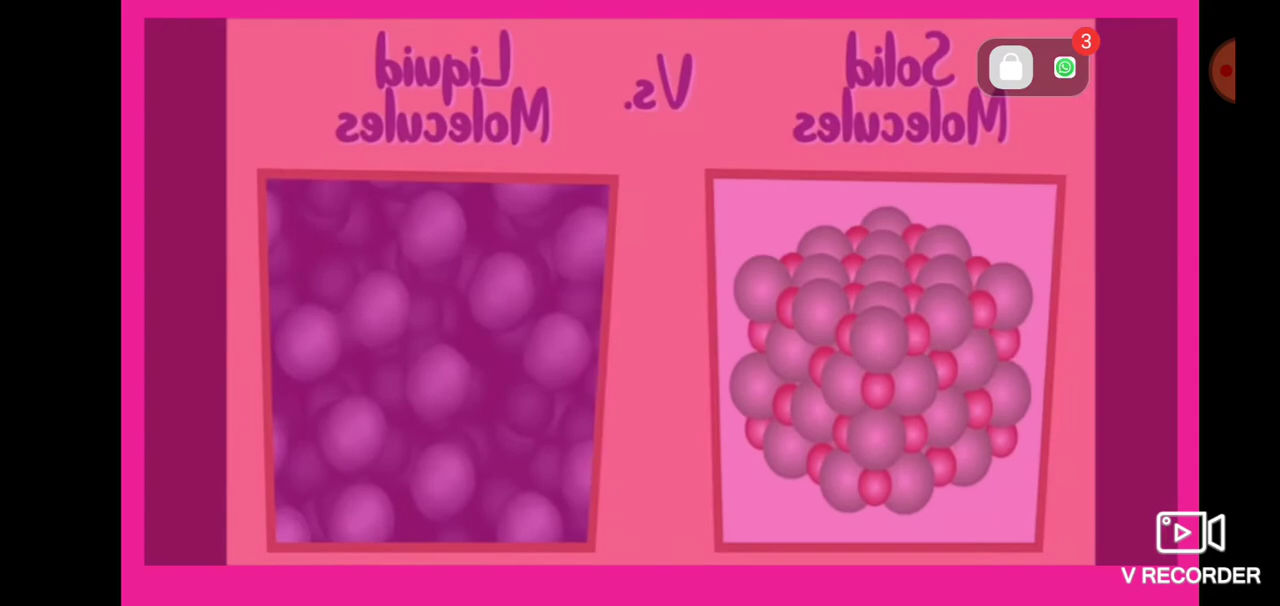 Liquid
Molecules
Vs.
Solid
Molecules
3
V RECORDER